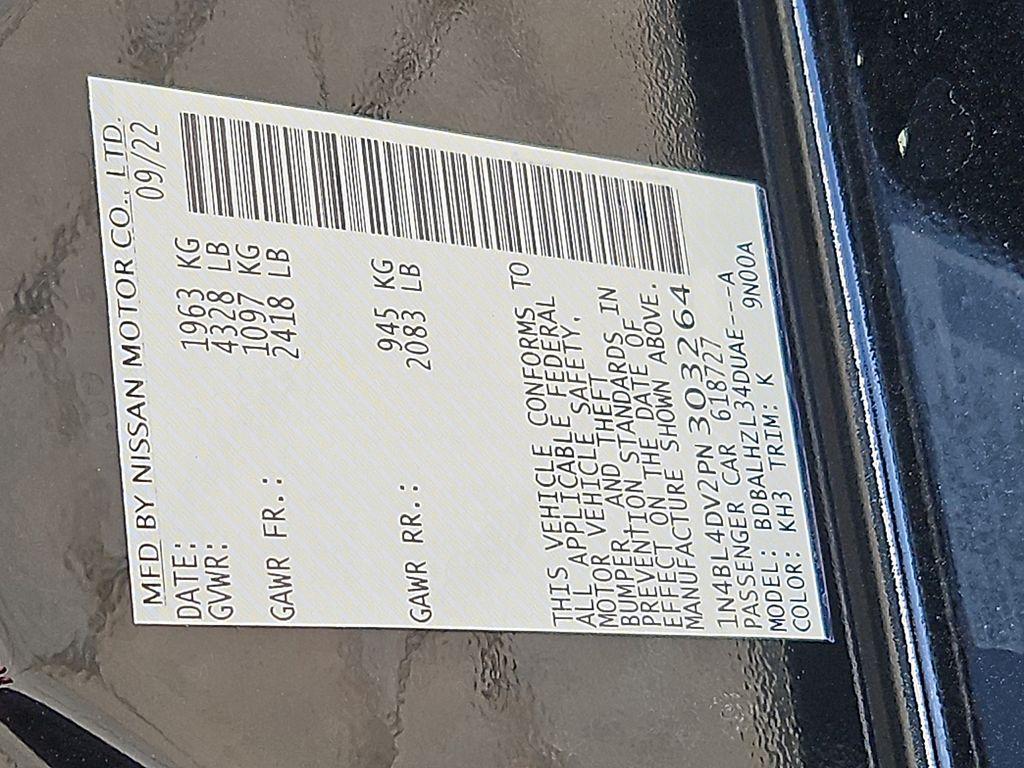 MFD BY NISSAN MOTOR CO., LTD.
DATE: 09/22
GVWR: 1963 KG
4328 LB
GAWR FR.: 1097 KG
2418 LB
GAWR RR.: 945 KG
2083 LB
THIS VEHICLE CONFORMS TO
ALL APPLICABLE FEDERAL
MOTOR VEHICLE SAFETY,
BUMPER, AND THEFT
PREVENTION STANDARDS IN
EFFECT ON THE DATE OF
MANUFACTURE SHOWN ABOVE.
1N4BL4DV2PN303264
PASSENGER CAR 618727
MODEL: BDBALHZL34DUAE---A
COLOR: KH3 TRIM: K 9N00A